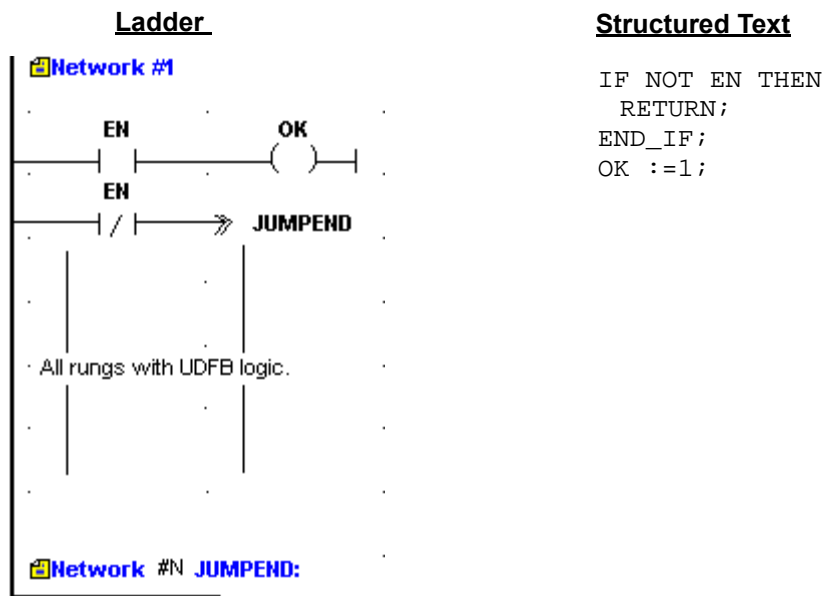 Ladder
Network #1
EN OK
EN
JUMPEND
All rungs with UDFB logic.
Network #N JUMPEND:
Structured Text
IF NOT EN THEN
RETURN;
END_IF;
OK :=1;